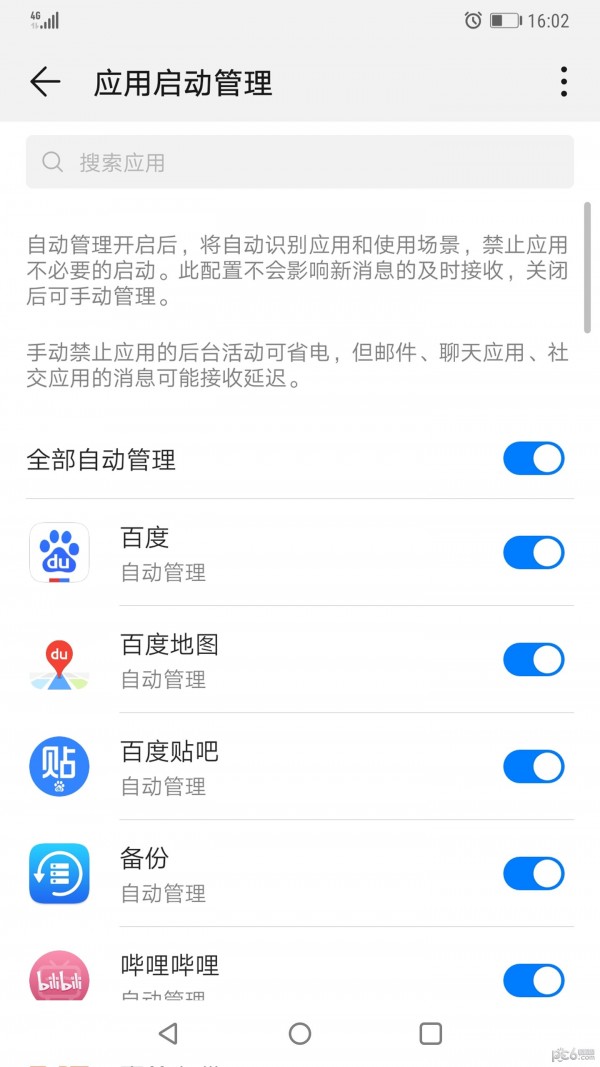 4G
16:02
应用启动管理
搜索应用
自动管理开启后，将自动识别应用和使用场景，禁止应用
不必要的启动。此配置不会影响新消息的及时接收，关闭
后可手动管理。
手动禁止应用的后台活动可省电，但邮件、聊天应用、社
交应用的消息可能接收延迟。
全部自动管理
du
百度
自动管理
du
百度地图
自动管理
贴
百度贴吧
自动管理
备份
自动管理
bilibili
哔哩哔哩
自动管理
pc6
.com